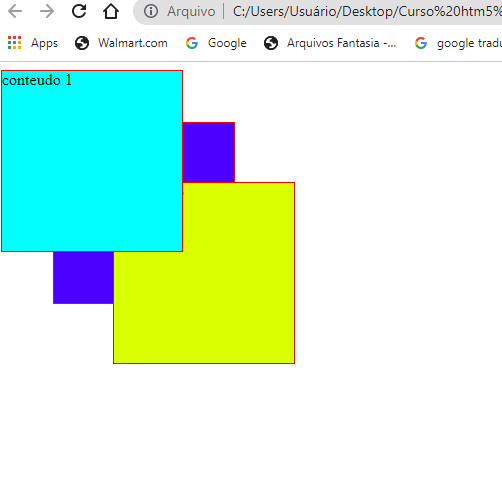 Arquivo | C:/Users/Usuário/Desktop/Curso%20htm5%
Apps Walmart.com Google Arquivos Fantasia -... google tradu
conteudo 1